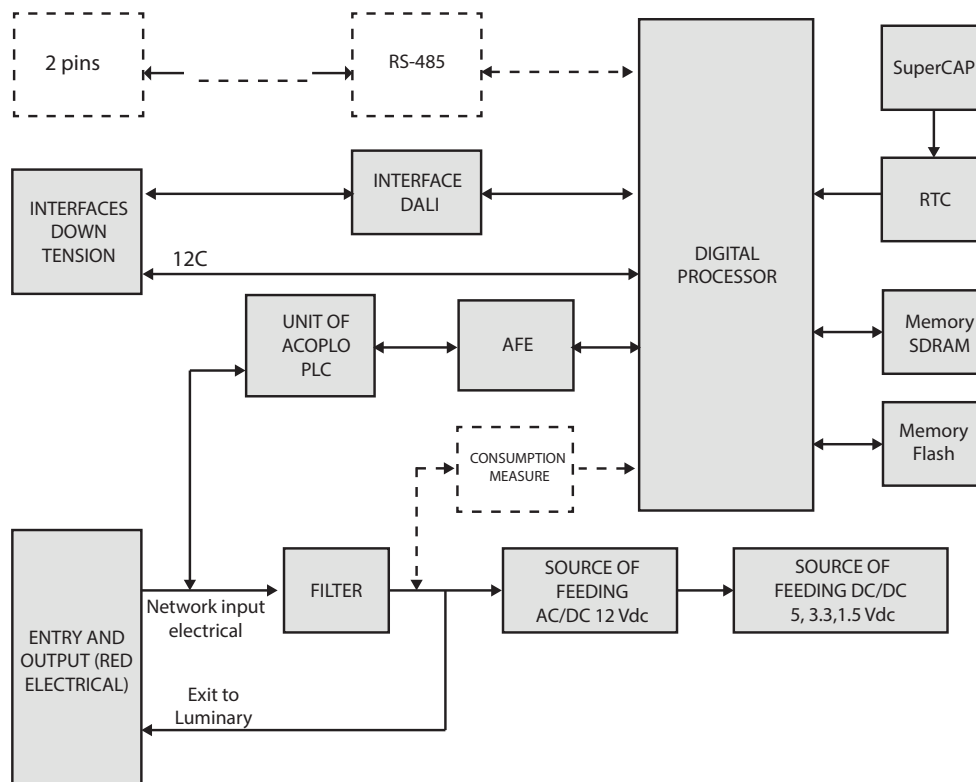 2 pins
RS-485
SuperCAP
INTERFACES
DOWN
TENSION
INTERFACE
DALI
RTC
12C
DIGITAL
PROCESSOR
UNIT OF
ACOPLO
PLC
AFE
Memory
SDRAM
CONSUMPTION
MEASURE
Memory
Flash
ENTRY AND
OUTPUT (RED
ELECTRICAL)
Network input
electrical
FILTER
SOURCE OF
FEEDING
AC/DC 12 Vdc
SOURCE OF
FEEDING DC/DC
5, 3.3,1.5 Vdc
Exit to
Luminary